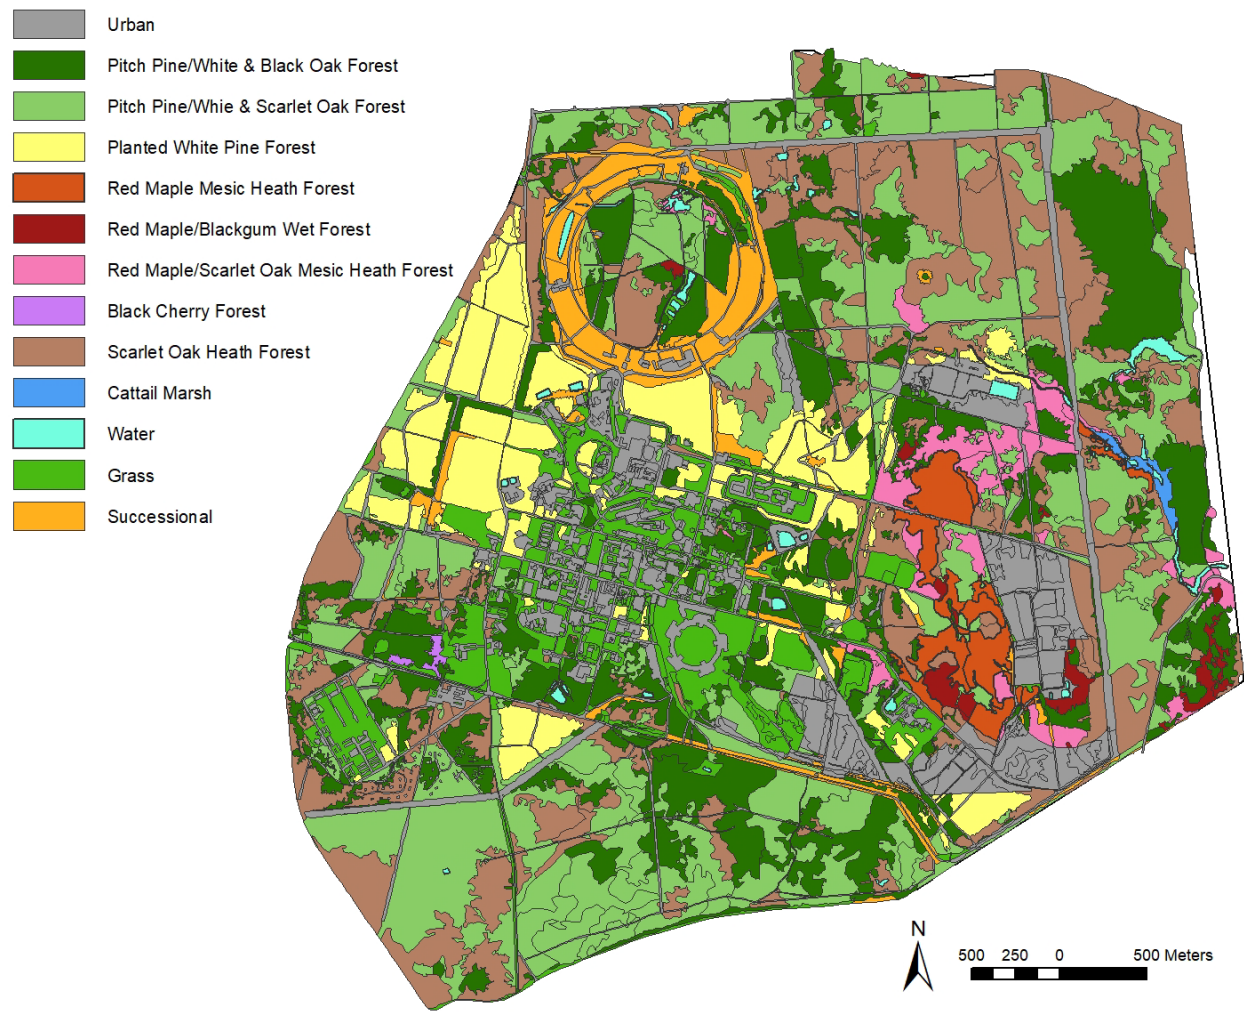 Urban
Pitch Pine/White & Black Oak Forest
Pitch Pine/Whie & Scarlet Oak Forest
Planted White Pine Forest
Red Maple Mesic Heath Forest
Red Maple/Blackgum Wet Forest
Red Maple/Scarlet Oak Mesic Heath Forest
Black Cherry Forest
Scarlet Oak Heath Forest
Cattail Marsh
Water
Grass
Successional
N
500 250 0 500 Meters